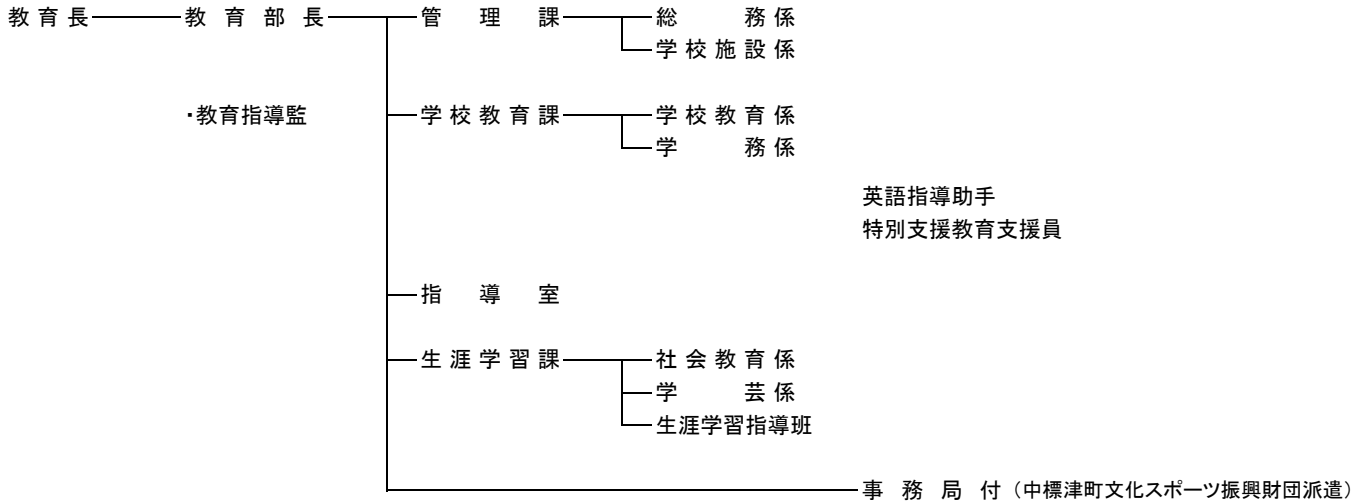 教育長 教育部長 管理課 総務係
学校施設係
・教育指導監 学校教育課 学校教育係
学務係
英語指導助手
特別支援教育支援員
指導室
生涯学習課 社会教育係
学芸係
生涯学習指導班
事務局付（中標津町文化スポーツ振興財団派遣）